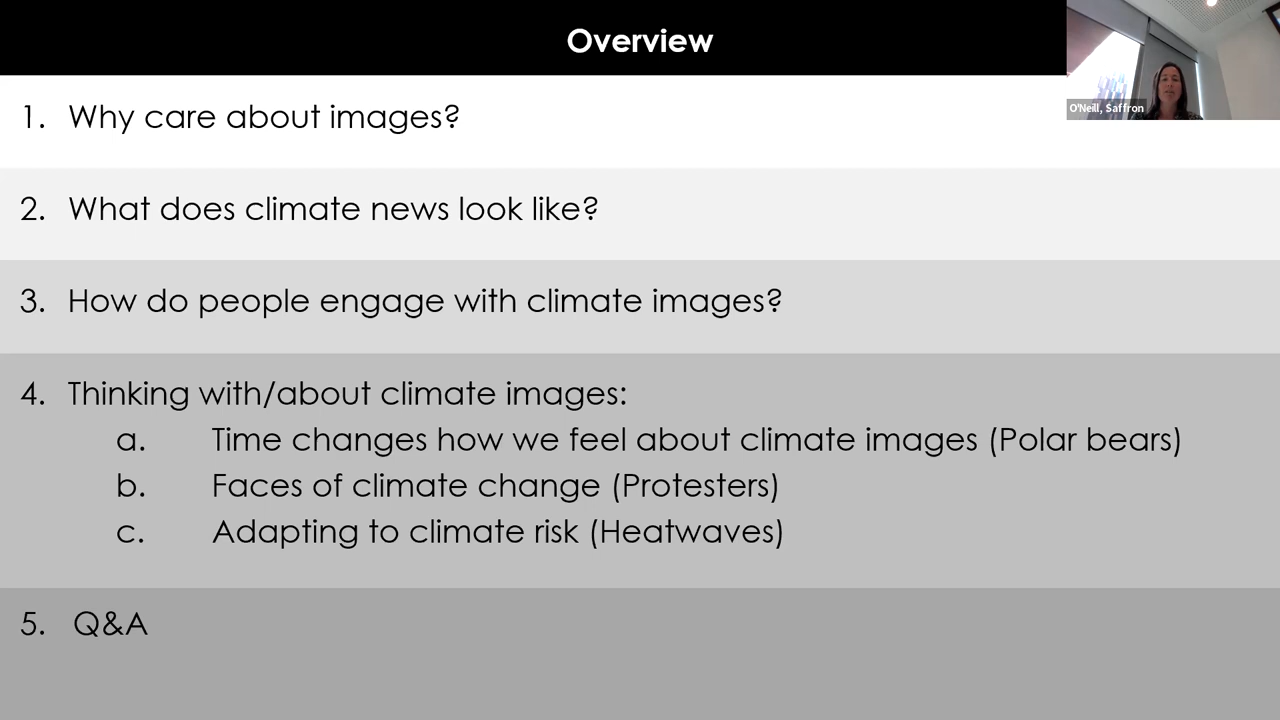 Overview
O'Neill, Saffron
1. Why care about images?
2. What does climate news look like?
3. How do people engage with climate images?
4. Thinking with/about climate images:
a. Time changes how we feel about climate images (Polar bears)
b. Faces of climate change (Protesters)
c. Adapting to climate risk (Heatwaves)
5. Q&A